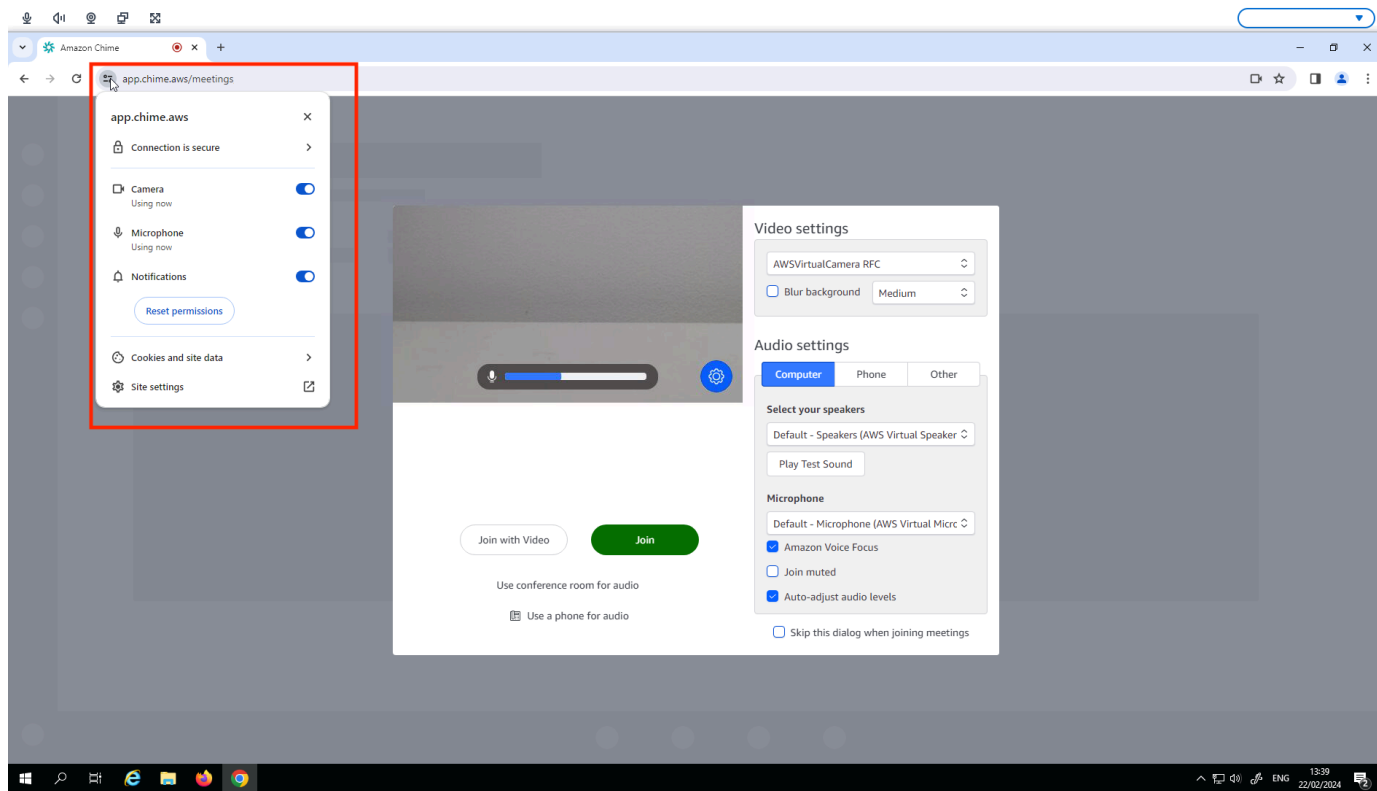 Amazon Chime
app.chime.aws/meetings
app.chime.aws
Connection is secure
Camera
Using now
Microphone
Using now
Notifications
Reset permissions
Cookies and site data
Site settings
Join with Video
Join
Use conference room for audio
Use a phone for audio
Video settings
AWSVirtualCamera RFC
Blur background
Medium
Audio settings
Computer
Phone
Other
Select your speakers
Default - Speakers (AWS Virtual Speaker
Play Test Sound
Microphone
Default - Microphone (AWS Virtual Micrc
Amazon Voice Focus
Join muted
Auto-adjust audio levels
Skip this dialog when joining meetings
ENG
13:39
22/02/2024
2